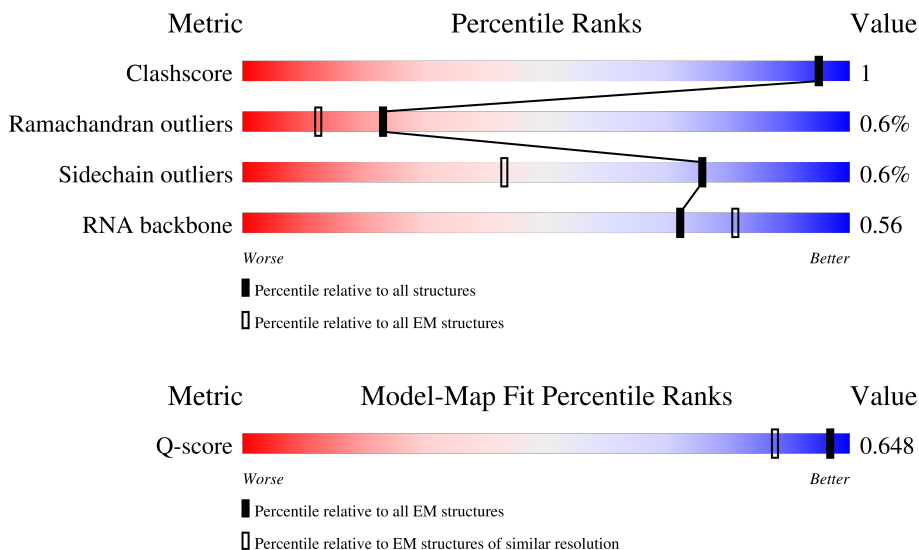 Metric Percentile Ranks Value
Clashscore 1
Ramachandran outliers 0.6%
Sidechain outliers 0.6%
RNA backbone 0.56
Worse Better
Percentile relative to all structures
Percentile relative to all EM structures
Metric Model-Map Fit Percentile Ranks Value
Q-score 0.648
Worse Better
Percentile relative to all EM structures
Percentile relative to EM structures of similar resolution